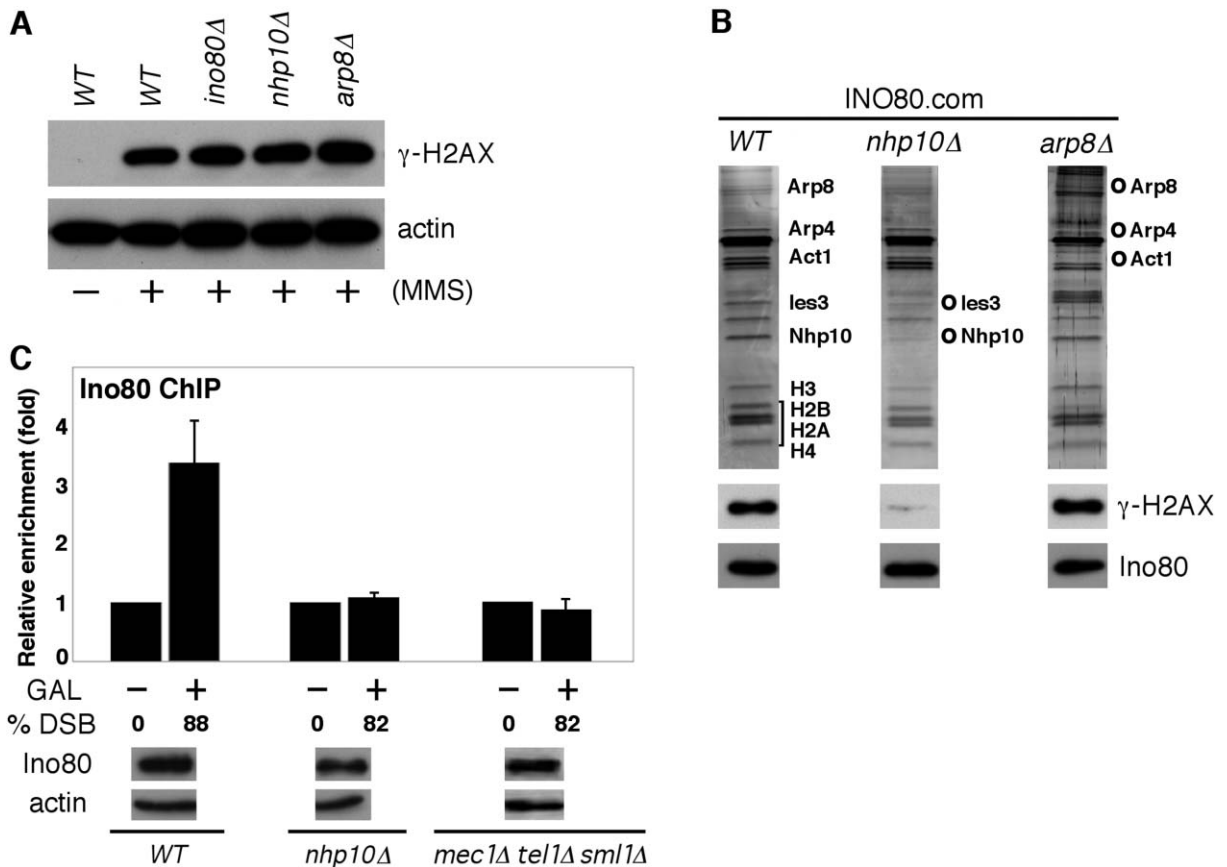 A
WT WT ino80Δ nhp10Δ arp8Δ
γ-H2AX
actin
− + + + + (MMS)
B
INO80.com
WT nhp10Δ arp8Δ
Arp8
Arp4
Act1
Ies3
Nhp10
H3
H2B
H2A
H4
O Ies3
O Nhp10
O Arp8
O Arp4
O Act1
γ-H2AX
Ino80
C
Ino80 ChIP
Relative enrichment (fold)
4
3
2
1
0
GAL − + − + − +
% DSB 0 88 0 82 0 82
Ino80
actin
WT nhp10Δ mec1Δ tel1Δ sml1Δ